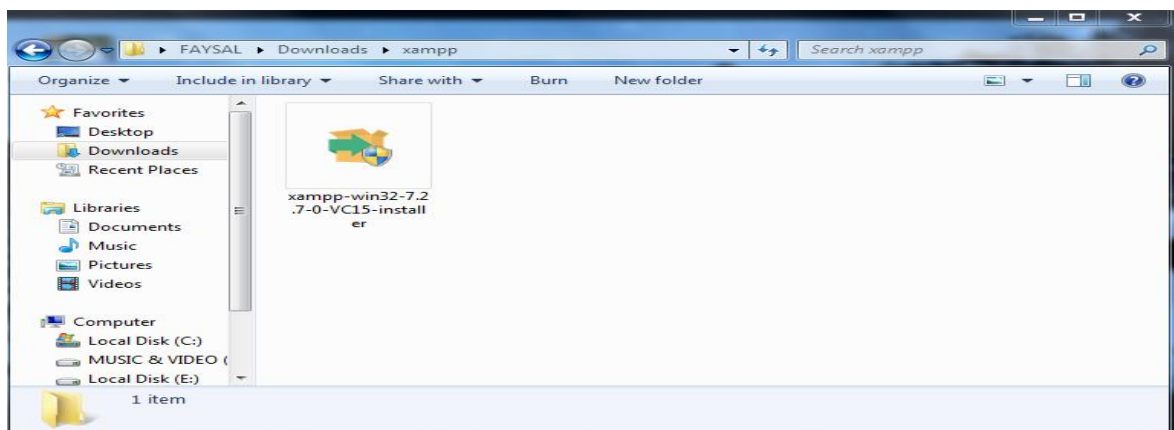 FAYSAL Downloads xampp
Search xampp
Organize Include in library Share with Burn New folder
Favorites
Desktop
Downloads
Recent Places
Libraries
Documents
Music
Pictures
Videos
Computer
Local Disk (C:)
MUSIC & VIDEO (
Local Disk (E:)
xampp-win32-7.2
.7-0-VC15-install
er
1 item